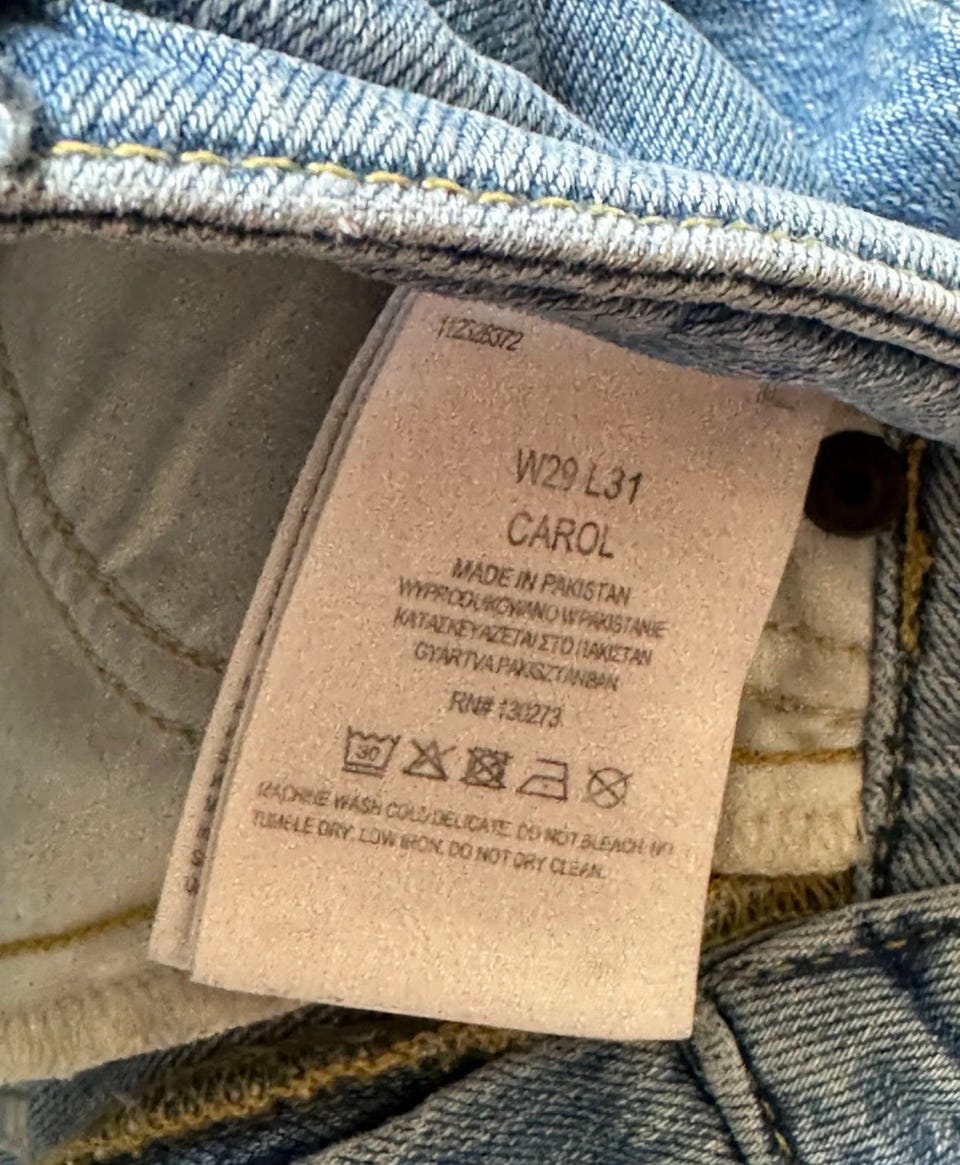 112328372
W29 L31
CAROL
MADE IN PAKISTAN
WYPRODUKOWANO W PAKISTANIE
ΚΑΤΑΣΚΕΥΑΖΕΤΑΙ ΣΤΟ ΠΑΚΙΣΤΑΝ
GYÁRTVA PAKISZTÁNBAN
RN# 130273
30
MACHINE WASH COLD DELICATE. DO NOT BLEACH. NO
TUMBLE DRY. LOW IRON. DO NOT DRY CLEAN.